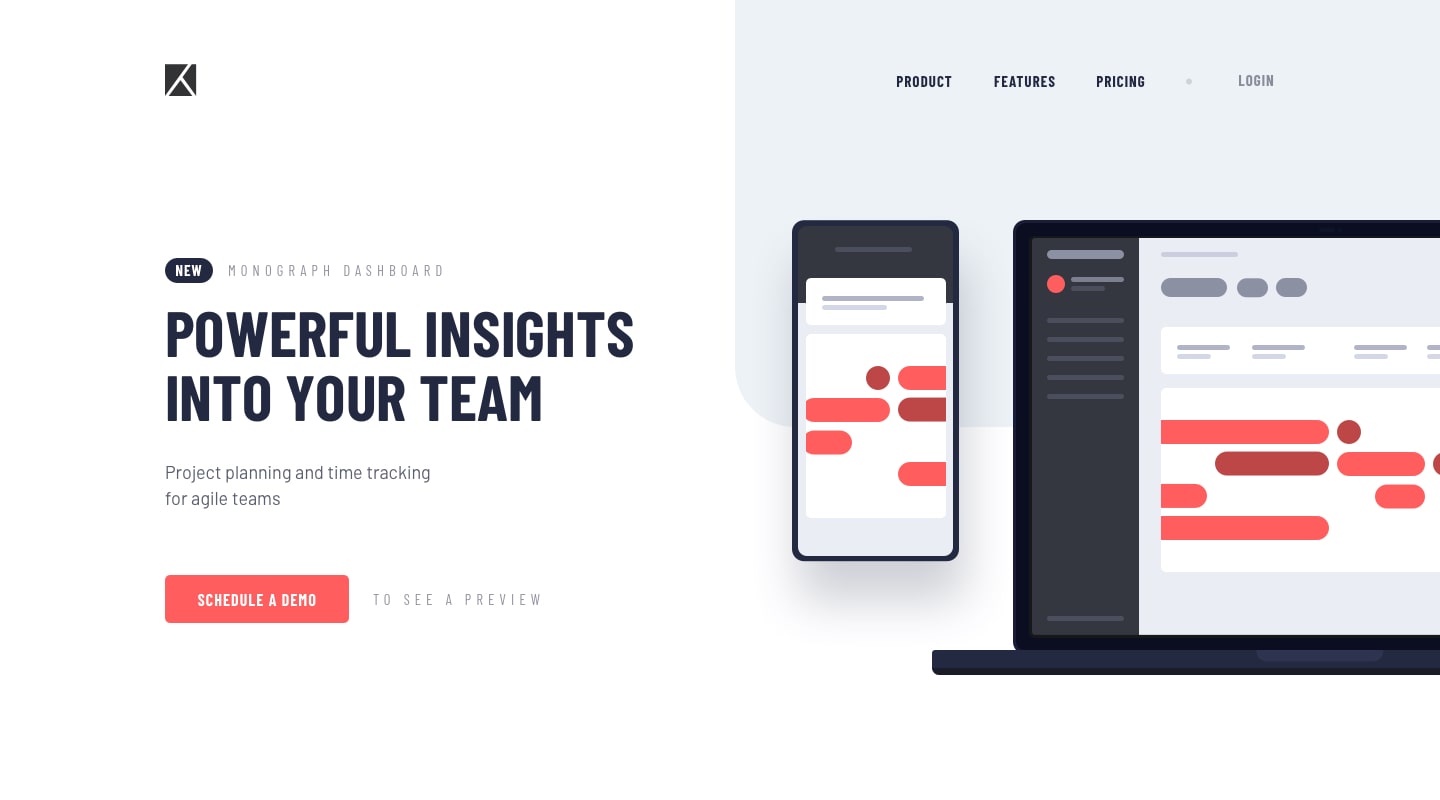 PRODUCT FEATURES PRICING LOGIN
NEW MONOGRAPH DASHBOARD
POWERFUL INSIGHTS
INTO YOUR TEAM
Project planning and time tracking
for agile teams
SCHEDULE A DEMO TO SEE A PREVIEW